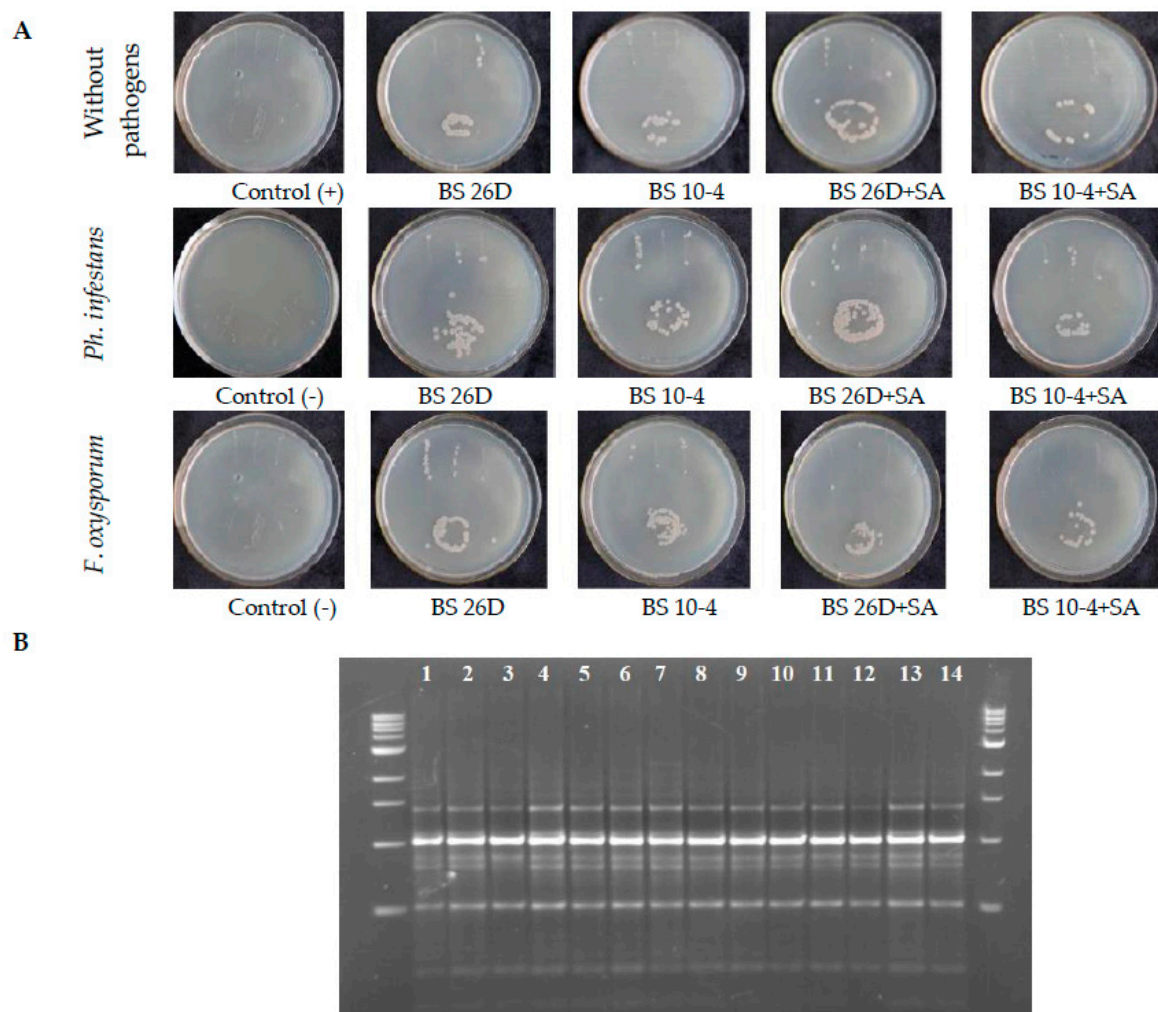 A
Without
pathogens
Control (+) BS 26D BS 10-4 BS 26D+SA BS 10-4+SA
Ph. infestans
Control (-) BS 26D BS 10-4 BS 26D+SA BS 10-4+SA
F. oxysporum
Control (-) BS 26D BS 10-4 BS 26D+SA BS 10-4+SA
B
1 2 3 4 5 6 7 8 9 10 11 12 13 14